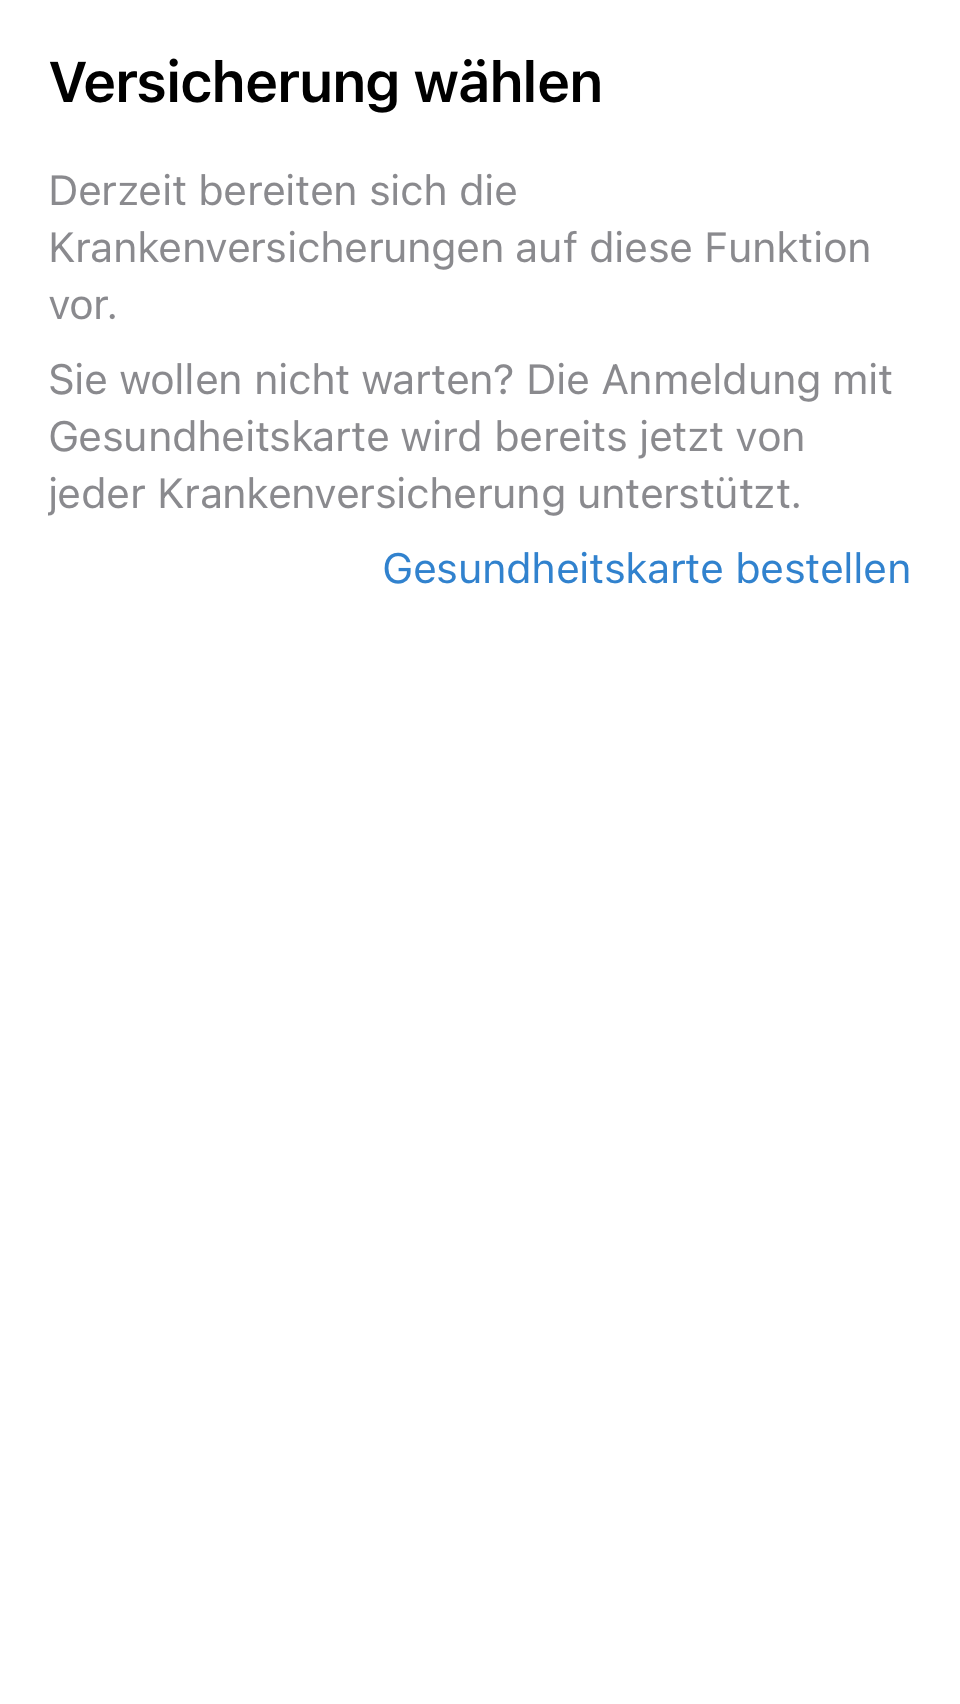 Versicherung wählen
Derzeit bereiten sich die
Krankenversicherungen auf diese Funktion
vor.
Sie wollen nicht warten? Die Anmeldung mit
Gesundheitskarte wird bereits jetzt von
jeder Krankenversicherung unterstützt.
Gesundheitskarte bestellen